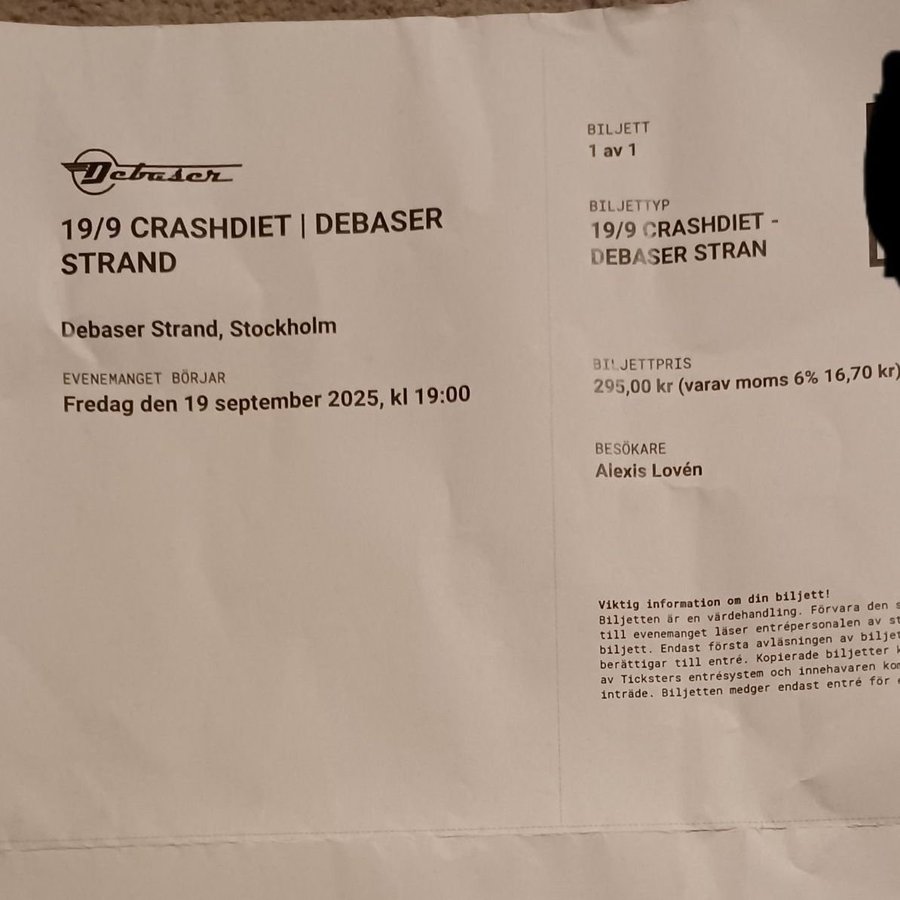 Debaser
19/9 CRASHDIET | DEBASER
STRAND
Debaser Strand, Stockholm
EVENEMANGET BÖRJAR
Fredag den 19 september 2025, kl 19:00
BILJETT
1 av 1
BILJETTYP
19/9 CRASHDIET -
DEBASER STRAN
BILJETTPRIS
295,00 kr (varav moms 6% 16,70 kr)
BESÖKARE
Alexis Lovén
Viktig information om din biljett!
Biljetten är en värdehandling. Förvara den
till evenemanget läser entrépersonalen av
biljett. Endast första avläsningen av
berättigar till entré. Kopierade biljetter
av Ticksters entrésystem och innehavaren
inträde. Biljetten medger endast entré för